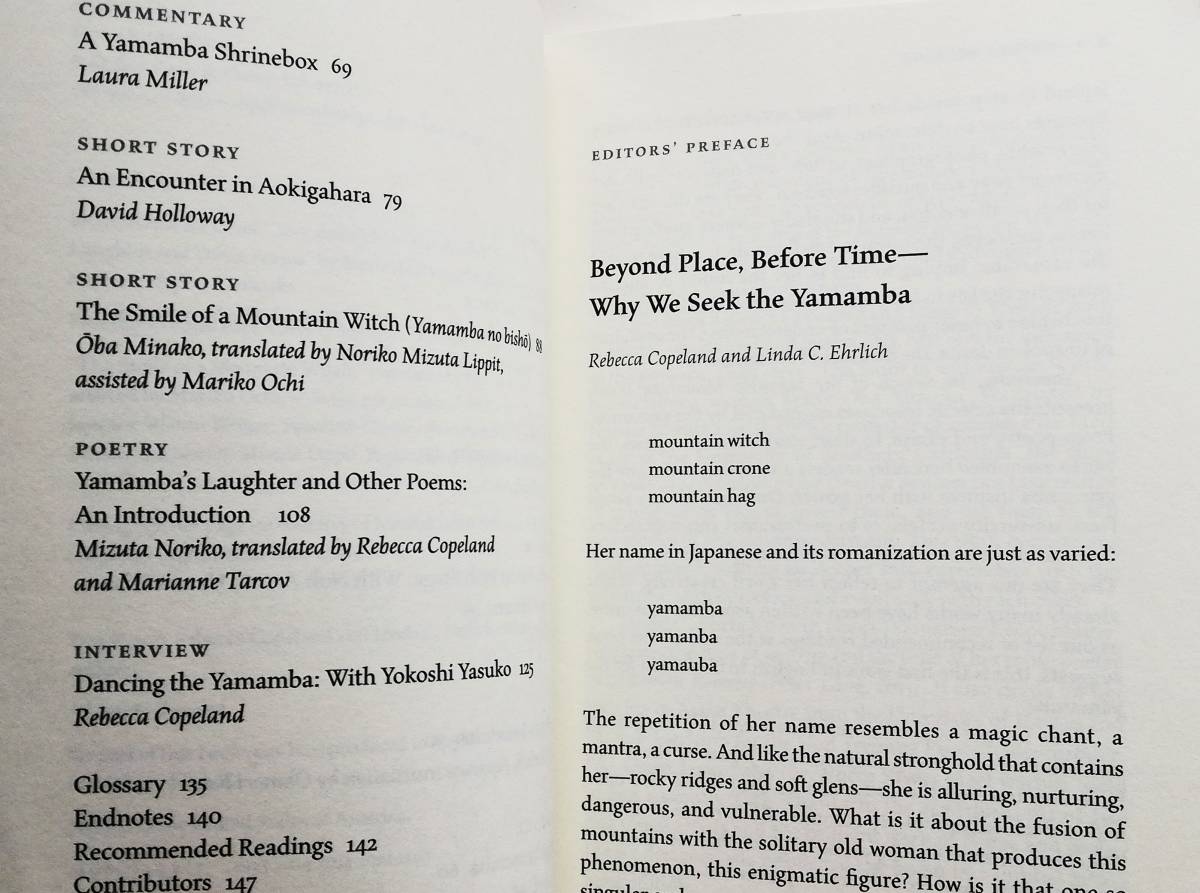 COMMENTARY
A Yamamba Shrinebox 69
Laura Miller
SHORT STORY
An Encounter in Aokigahara 79
David Holloway
SHORT STORY
The Smile of a Mountain Witch (Yamamba no bishō) 88
Ōba Minako, translated by Noriko Mizuta Lippit,
assisted by Mariko Ochi
POETRY
Yamamba's Laughter and Other Poems:
An Introduction 108
Mizuta Noriko, translated by Rebecca Copeland
and Marianne Tarcov
INTERVIEW
Dancing the Yamamba: With Yokoshi Yasuko 125
Rebecca Copeland
Glossary 135
Endnotes 140
Recommended Readings 142
Contributors 147
EDITORS' PREFACE
Beyond Place, Before Time—
Why We Seek the Yamamba
Rebecca Copeland and Linda C. Ehrlich
mountain witch
mountain crone
mountain hag
Her name in Japanese and its romanization are just as varied:
yamamba
yamanba
yamauba
The repetition of her name resembles a magic chant, a
mantra, a curse. And like the natural stronghold that contains
her—rocky ridges and soft glens—she is alluring, nurturing,
dangerous, and vulnerable. What is it about the fusion of
mountains with the solitary old woman that produces this
phenomenon, this enigmatic figure? How is it that one so